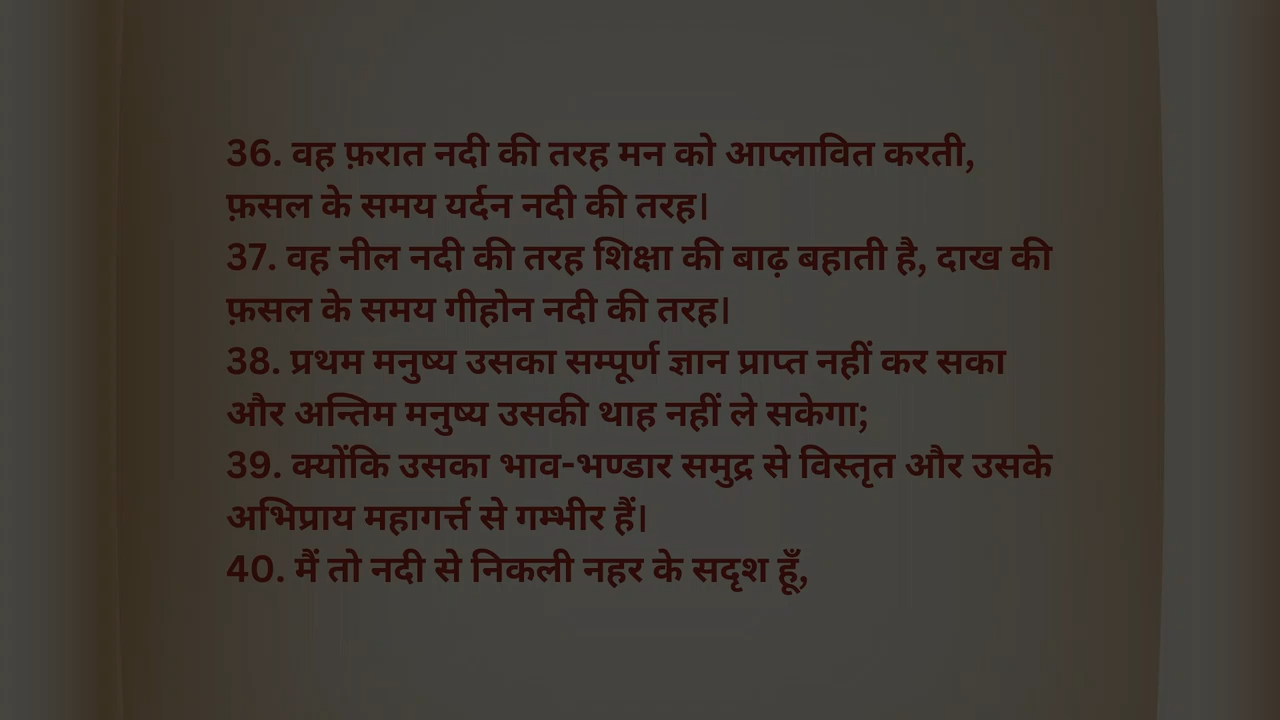 36. वह फ़रात नदी की तरह मन को आप्लावित करती,
फ़सल के समय यर्दन नदी की तरह।
37. वह नील नदी की तरह शिक्षा की बाढ़ बहाती है, दाख की
फ़सल के समय गीहोन नदी की तरह।
38. प्रथम मनुष्य उसका सम्पूर्ण ज्ञान प्राप्त नहीं कर सका
और अन्तिम मनुष्य उसकी थाह नहीं ले सकेगा;
39. क्योंकि उसका भाव-भण्डार समुद्र से विस्तृत और उसके
अभिप्राय महागर्त्त से गम्भीर हैं।
40. मैं तो नदी से निकली नहर के सदृश हूँ,